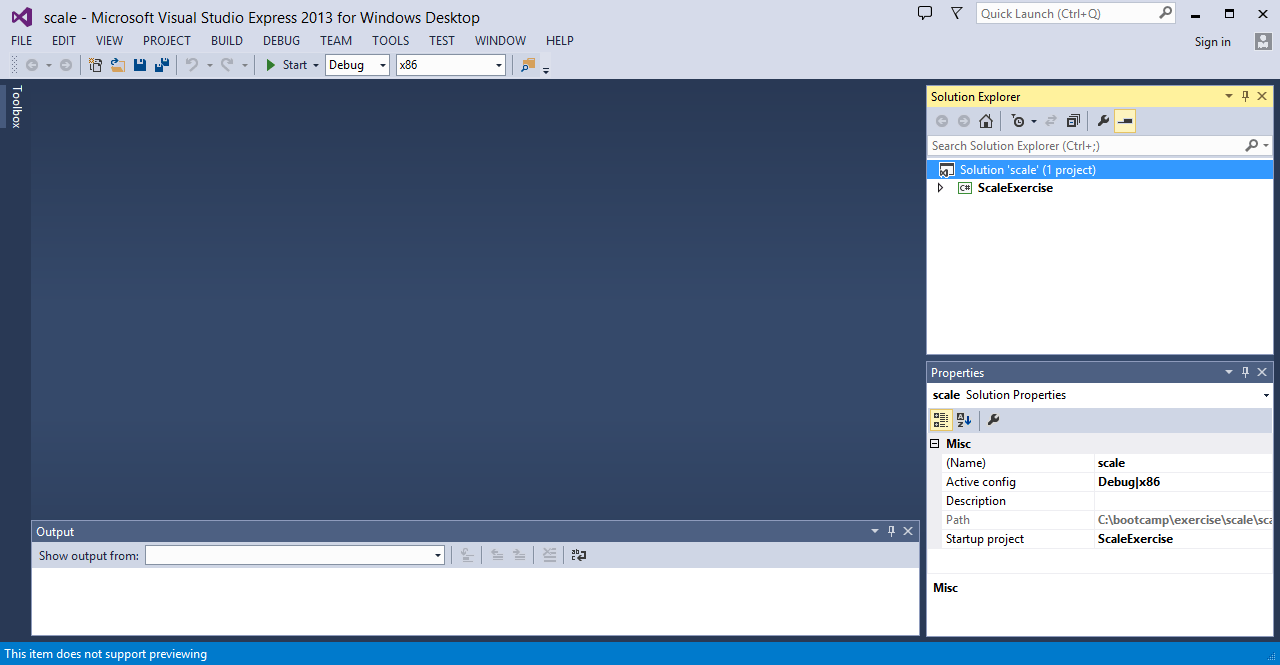 scale - Microsoft Visual Studio Express 2013 for Windows Desktop
Quick Launch (Ctrl+Q)
FILE EDIT VIEW PROJECT BUILD DEBUG TEAM TOOLS TEST WINDOW HELP
Sign in
Start Debug x86
Toolbox
Solution Explorer
Search Solution Explorer (Ctrl+;)
Solution 'scale' (1 project)
C# ScaleExercise
Properties
scale Solution Properties
Misc
(Name) scale
Active config Debug|x86
Description
Path C:\bootcamp\exercise\scale\sca
Startup project ScaleExercise
Misc
Output
Show output from:
This item does not support previewing